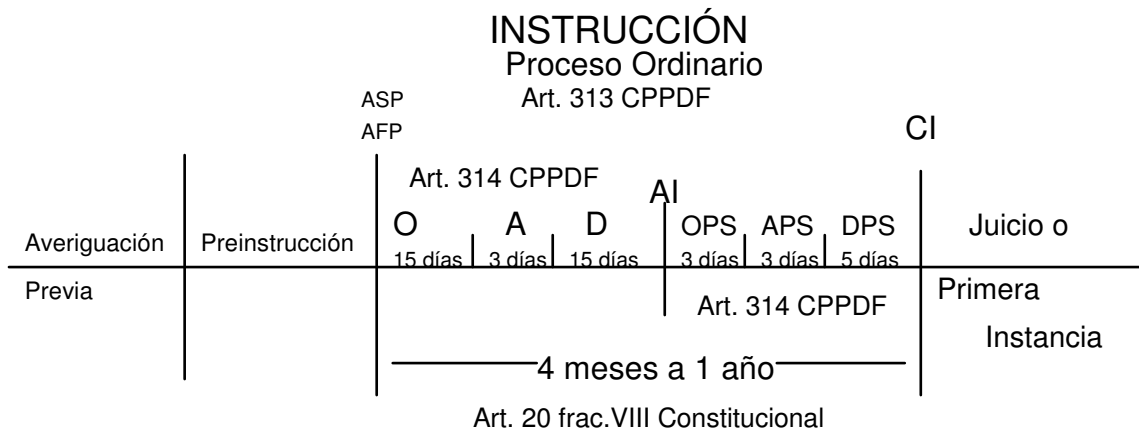 INSTRUCCIÓN
Proceso Ordinario
ASP
Art. 313 CPPDF
AFP
CI
Art. 314 CPPDF
AI
O A D OPS APS DPS
Juicio o
Averiguación
Preinstrucción
15 días 3 días 15 días 3 días 3 días 5 días
Previa
Primera
Art. 314 CPPDF
Instancia
4 meses a 1 año
Art. 20 frac.VIII Constitucional